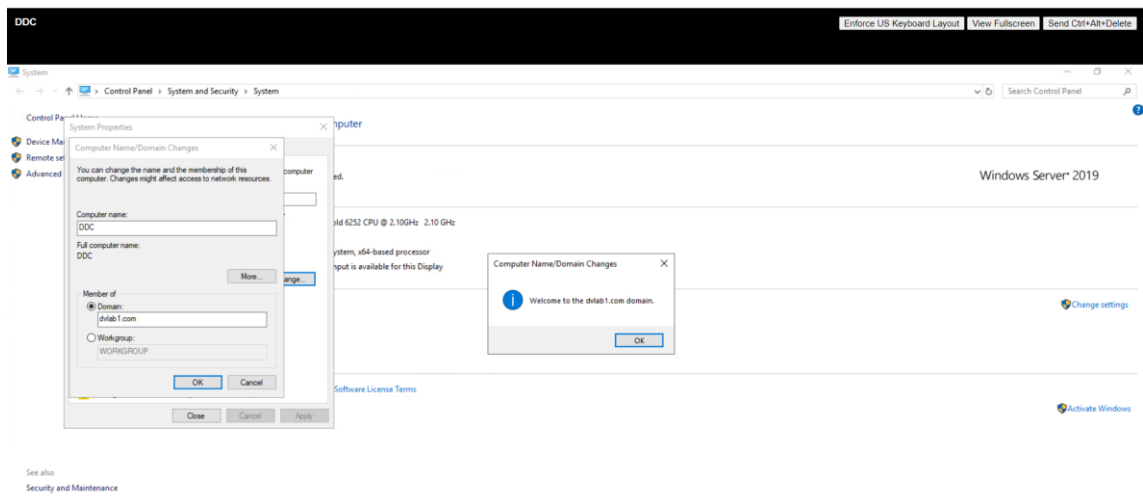 DDC
Enforce US Keyboard Layout View Fullscreen Send Ctrl+Alt+Delete
System
Control Panel > System and Security > System
Search Control Panel
Control
System Properties
mputer
Device
Computer Name/Domain Changes
Remote
Advanced
You can change the name and the membership of this
computer. Changes might affect access to network resources.
computer
ed.
Windows Server® 2019
Computer name:
DDC
old 6252 CPU @ 2.10GHz 2.10 GHz
Full computer name:
DDC
ystem, x64-based processor
nput is available for this Display
More...
ange...
Member of
Domain:
dvlab1.com
Workgroup:
WORKGROUP
OK Cancel
Computer Name/Domain Changes
Welcome to the dvlab1.com domain.
OK
Change settings
Software License Terms
Close Cancel Apply
Activate Windows
See also
Security and Maintenance